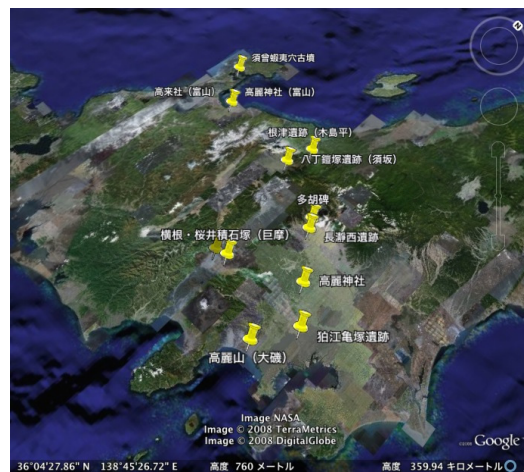 N
須曾蝦夷穴古墳
高来社（富山）
高麗神社（富山）
根津遺跡（木島平）
八丁鎧塚遺跡（須坂）
多胡碑
長瀞西遺跡
横根・桜井積石塚（巨摩）
高麗神社
狛江亀塚遺跡
高麗山（大磯）
Image NASA
Image © 2008 TerraMetrics
Image © 2008 DigitalGlobe
©2008 Google
36°04'27.86" N 138°45'26.72" E 高度 760 メートル 高度 359.94 キロメートル